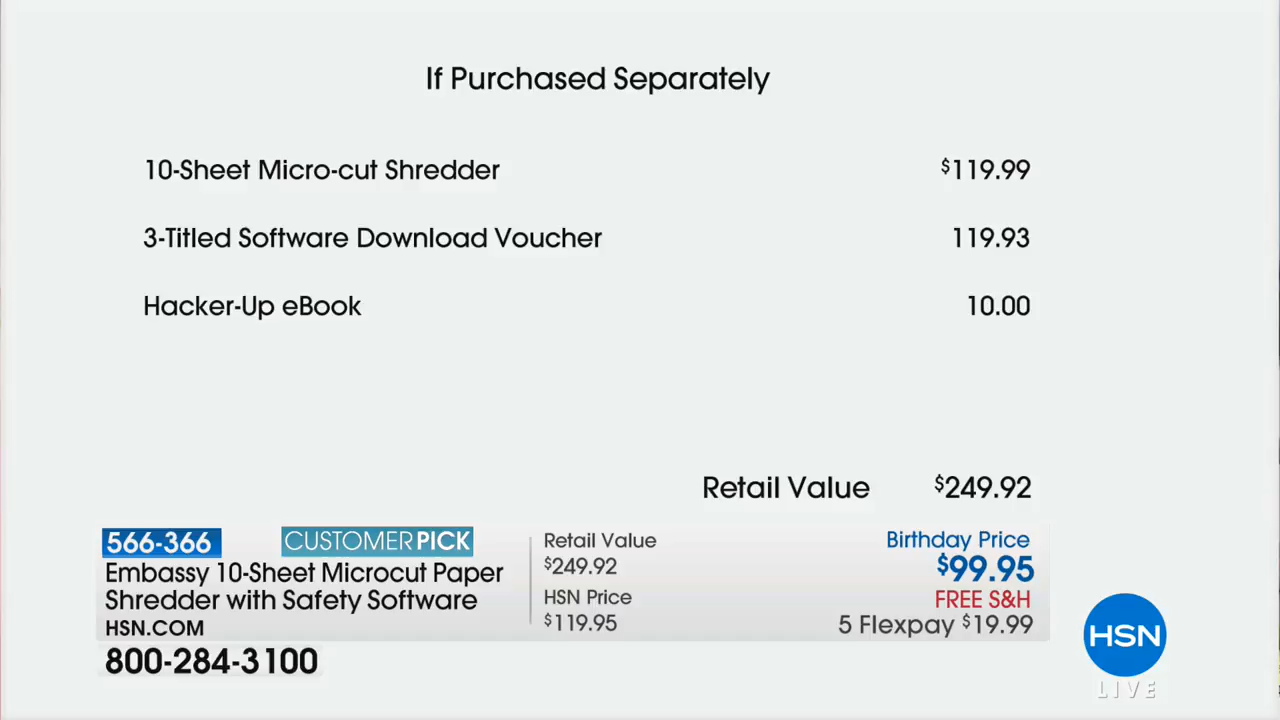 If Purchased Separately
10-Sheet Micro-cut Shredder $119.99
3-Titled Software Download Voucher 119.93
Hacker-Up eBook 10.00
Retail Value $249.92
566-366 CUSTOMERPICK
Embassy 10-Sheet Microcut Paper
Shredder with Safety Software
HSN.COM
800-284-3100
Retail Value
$249.92
HSN Price
$119.95
Birthday Price
$99.95
FREE S&H
5 Flexpay $19.99
HSN
LIVE